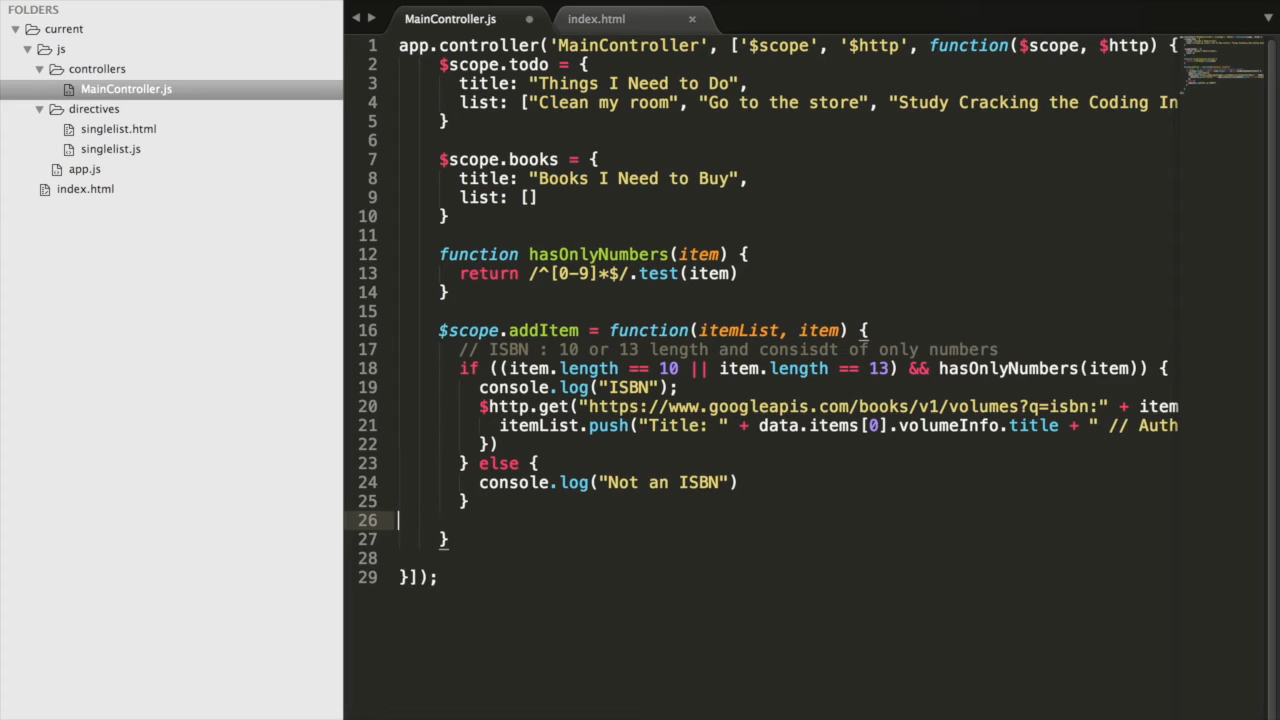 FOLDERS
current
js
controllers
MainController.js
directives
singlelist.html
singlelist.js
app.js
index.html
MainController.js
index.html
1 app.controller('MainController', ['$scope', '$http', function($scope, $http) {
2 $scope.todo = {
3 title: "Things I Need to Do",
4 list: ["Clean my room", "Go to the store", "Study Cracking the Coding In
5 }
6
7 $scope.books = {
8 title: "Books I Need to Buy",
9 list: []
10 }
11
12 function hasOnlyNumbers(item) {
13 return /^[0-9]*$/.test(item)
14 }
15
16 $scope.addItem = function(itemList, item) {
17 // ISBN : 10 or 13 length and consisdt of only numbers
18 if ((item.length == 10 || item.length == 13) && hasOnlyNumbers(item)) {
19 console.log("ISBN");
20 $http.get("https://www.googleapis.com/books/v1/volumes?q=isbn:" + item
21 itemList.push("Title: " + data.items[0].volumeInfo.title + " // Auth
22 })
23 } else {
24 console.log("Not an ISBN")
25 }
26
27 }
28
29 }]);